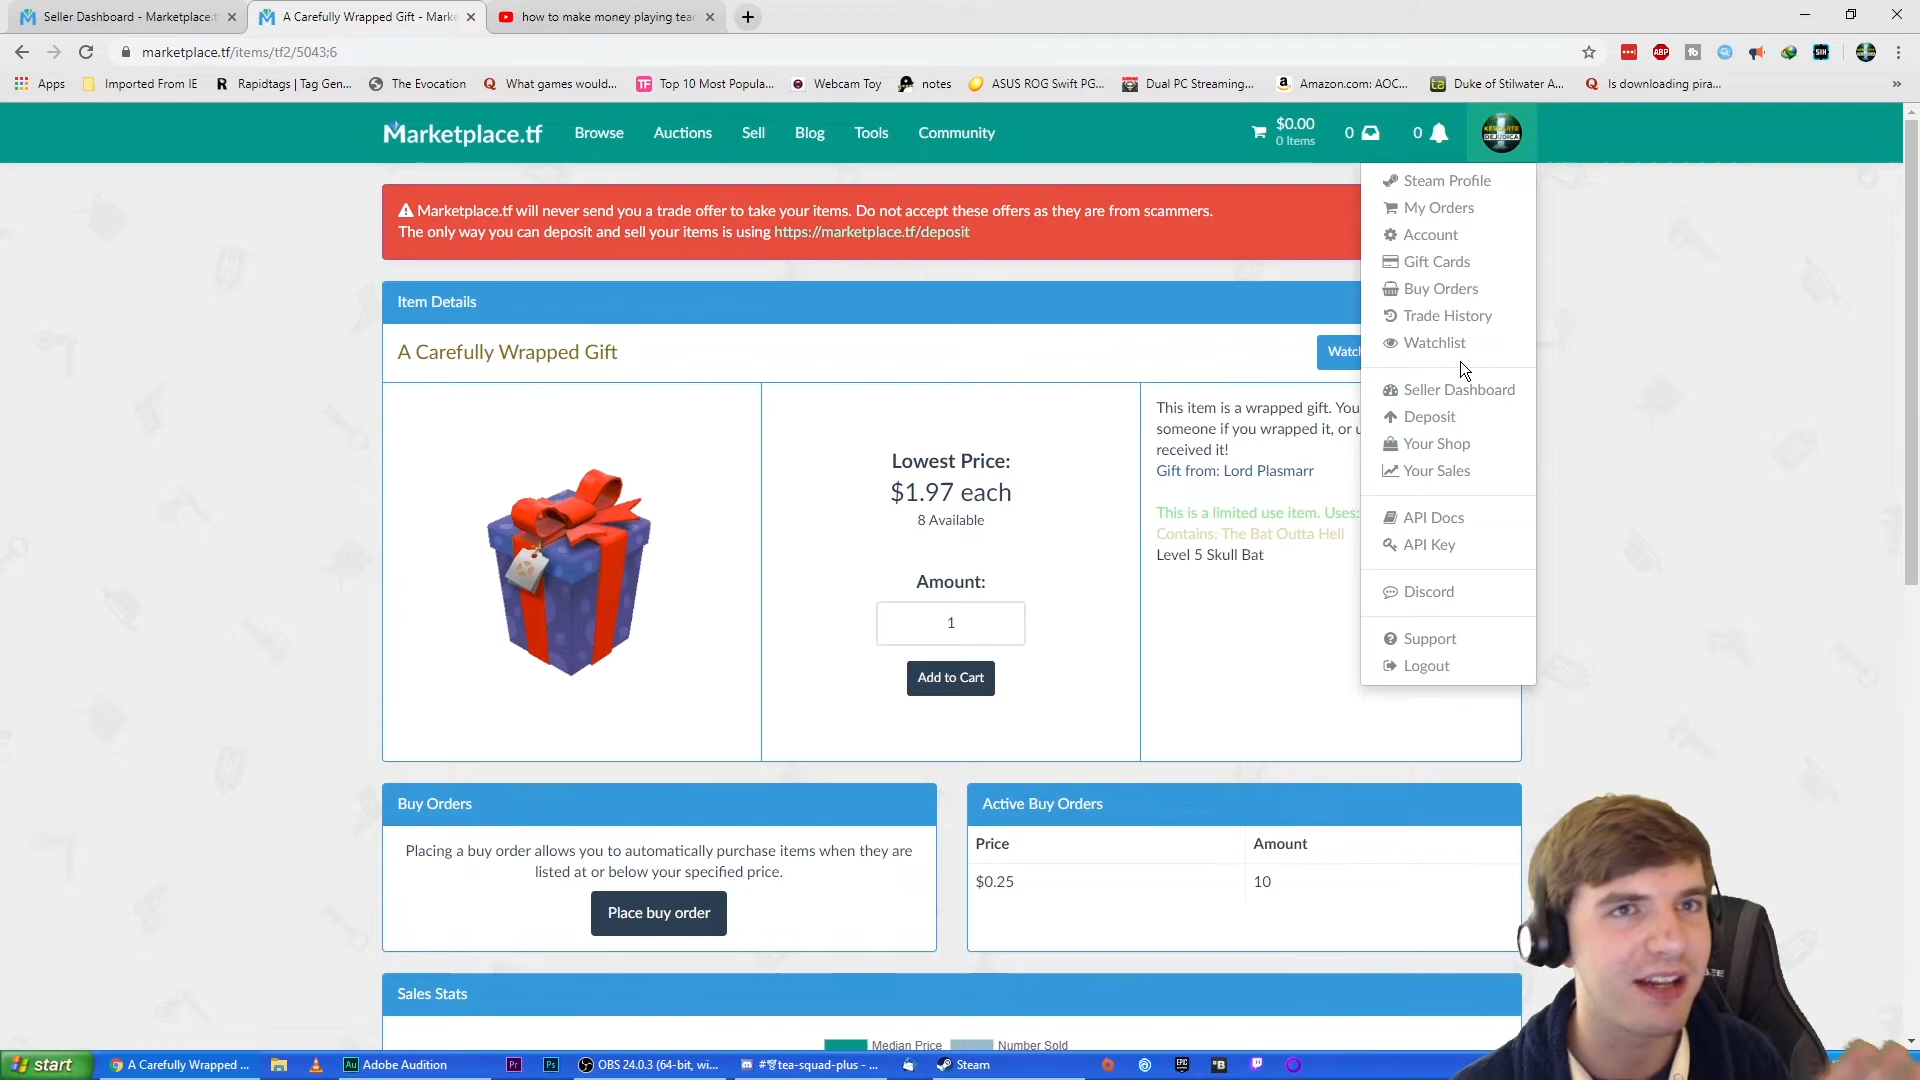 Seller Dashboard - Marketplace.t
A Carefully Wrapped Gift - Marke
how to make money playing tear
marketplace.tf/items/tf2/5043;6
Apps
Imported From IE
Rapidtags | Tag Gen...
The Evocation
What games would...
Top 10 Most Popula...
Webcam Toy
notes
ASUS ROG Swift PG...
Dual PC Streaming...
Amazon.com: AOC...
Duke of Stilwater A...
Is downloading pira...
Marketplace.tf
Browse
Auctions
Sell
Blog
Tools
Community
$0.00
0 Items
0
0
Steam Profile
My Orders
Account
Gift Cards
Buy Orders
Trade History
Watchlist
Seller Dashboard
Deposit
Your Shop
Your Sales
API Docs
API Key
Discord
Support
Logout
Marketplace.tf will never send you a trade offer to take your items. Do not accept these offers as they are from scammers.
The only way you can deposit and sell your items is using https://marketplace.tf/deposit
Item Details
A Carefully Wrapped Gift
Watch
Lowest Price:
$1.97 each
8 Available
Amount:
1
Add to Cart
This item is a wrapped gift. You
someone if you wrapped it, or u
received it!
Gift from: Lord Plasmarr
This is a limited use item. Uses:
Contains: The Bat Outta Hell
Level 5 Skull Bat
Buy Orders
Placing a buy order allows you to automatically purchase items when they are
listed at or below your specified price.
Place buy order
Active Buy Orders
Price
Amount
$0.25
10
Sales Stats
Median Price
Number Sold
start
A Carefully Wrapped ...
Au
Adobe Audition
Pr
Ps
OBS 24.0.3 (64-bit, wi...
Steam